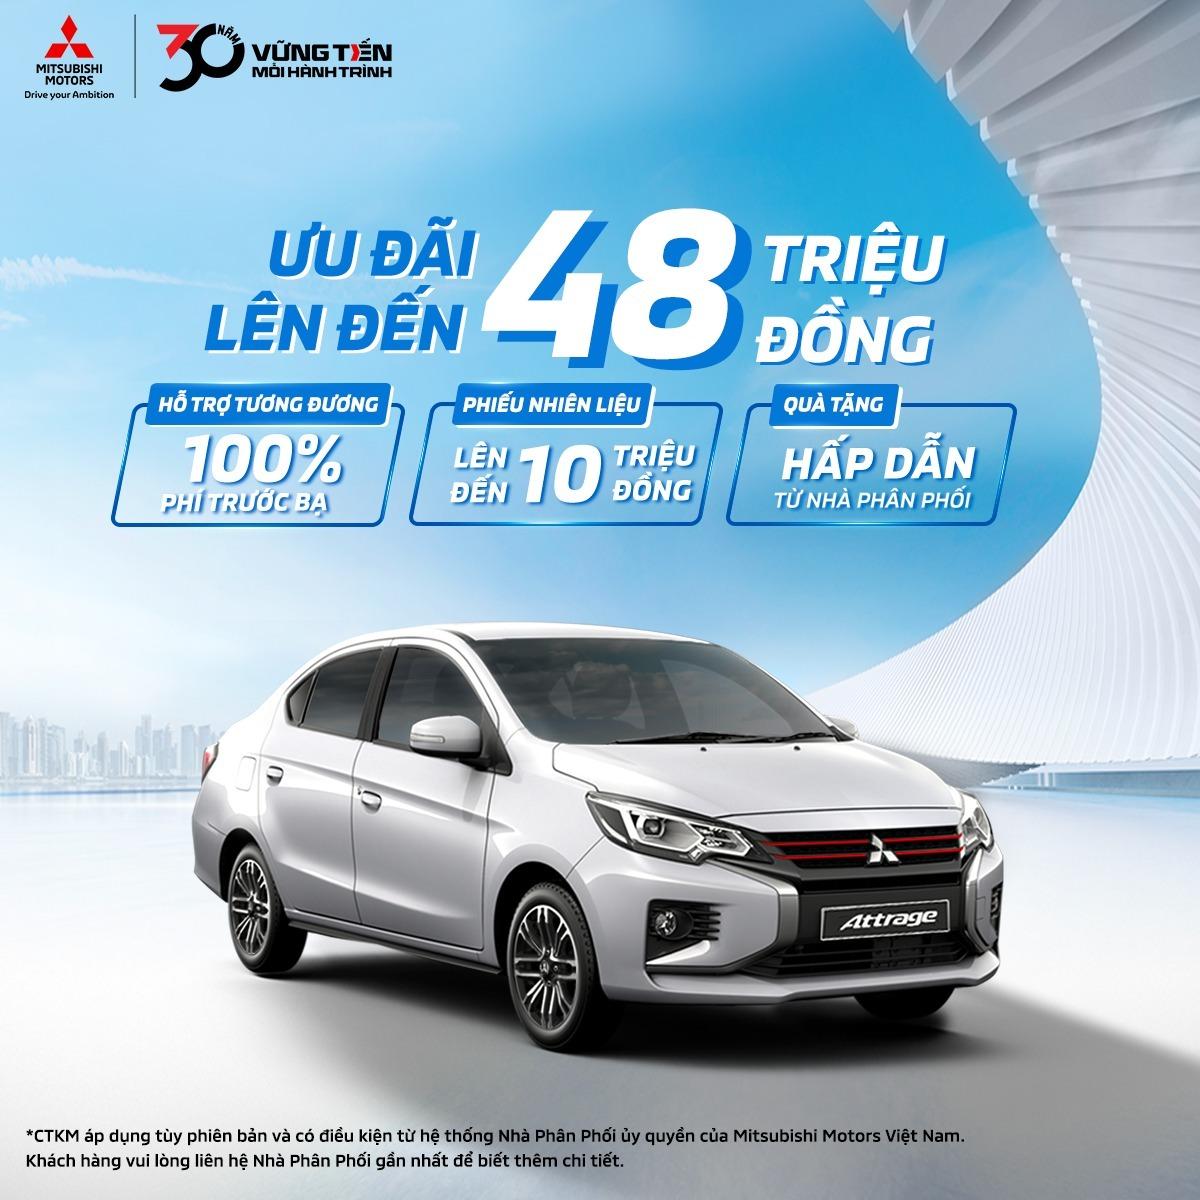 MITSUBISHI
MOTORS
Drive your Ambition
30 NĂM VỮNG TIẾN
MỖI HÀNH TRÌNH
ƯU ĐÃI
LÊN ĐẾN
48 TRIỆU
ĐỒNG
HỖ TRỢ TƯƠNG ĐƯƠNG
100%
PHÍ TRƯỚC BẠ
PHIẾU NHIÊN LIỆU
LÊN
ĐẾN 10 TRIỆU
ĐỒNG
QUÀ TẶNG
HẤP DẪN
TỪ NHÀ PHÂN PHỐI
Attrage
*CTKM áp dụng tùy phiên bản và có điều kiện từ hệ thống Nhà Phân Phối ủy quyền của Mitsubishi Motors Việt Nam.
Khách hàng vui lòng liên hệ Nhà Phân Phối gần nhất để biết thêm chi tiết.